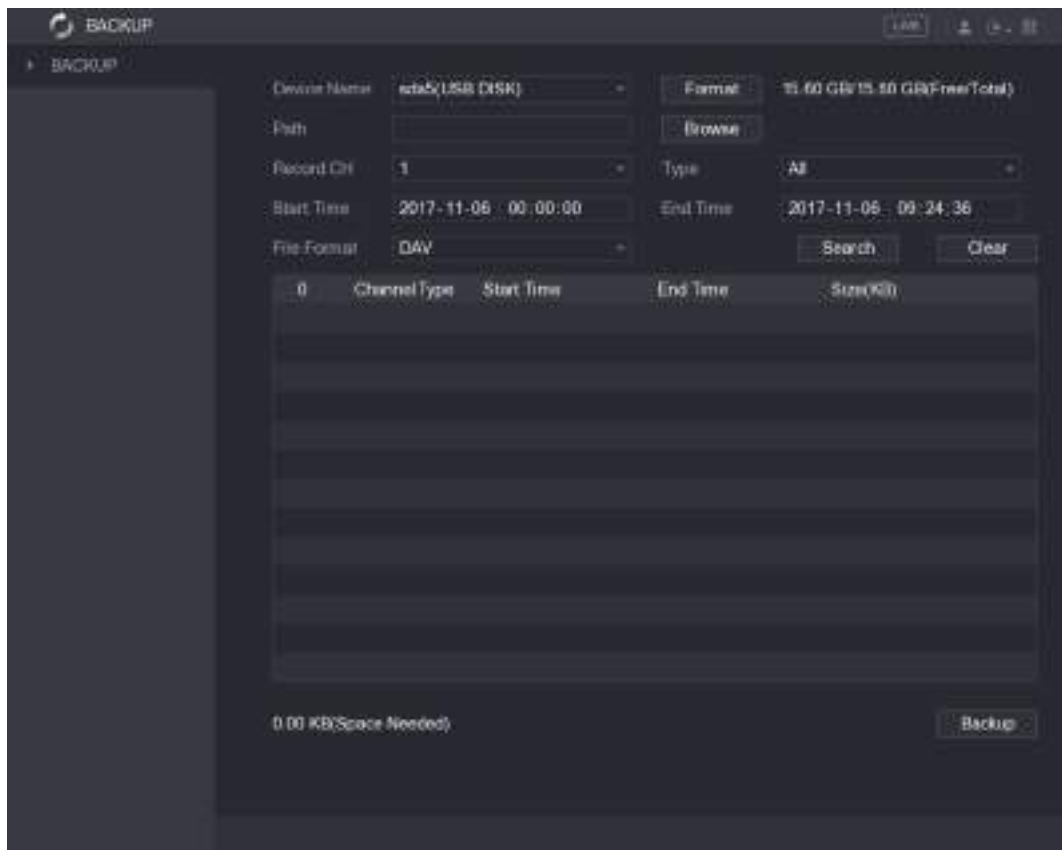 BACKUP LIVE
BACKUP
Device Name sda5(USB DISK) Format 15.60 GB/15.60 GB(Free/Total)
Path Browse
Record CH 1 Type All
Start Time 2017-11-06 00:00:00 End Time 2017-11-06 09:24:36
File Format DAV Search Clear
0 Channel Type Start Time End Time Size(KB)
0.00 KB(Space Needed) Backup